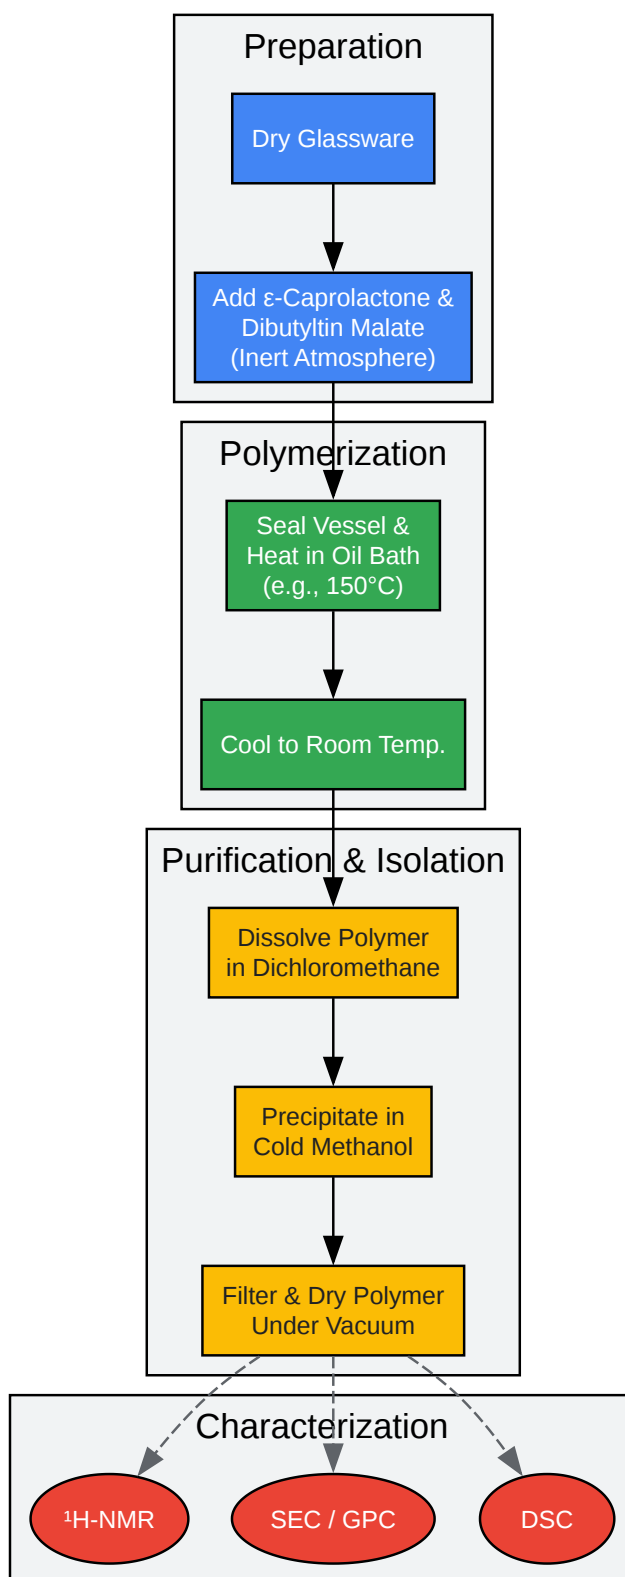 Preparation
Dry Glassware
Add ε-Caprolactone &
Dibutyltin Malate
(Inert Atmosphere)
Polymerization
Seal Vessel &
Heat in Oil Bath
(e.g., 150°C)
Cool to Room Temp.
Purification & Isolation
Dissolve Polymer
in Dichloromethane
Precipitate in
Cold Methanol
Filter & Dry Polymer
Under Vacuum
Characterization
¹H-NMR
SEC / GPC
DSC